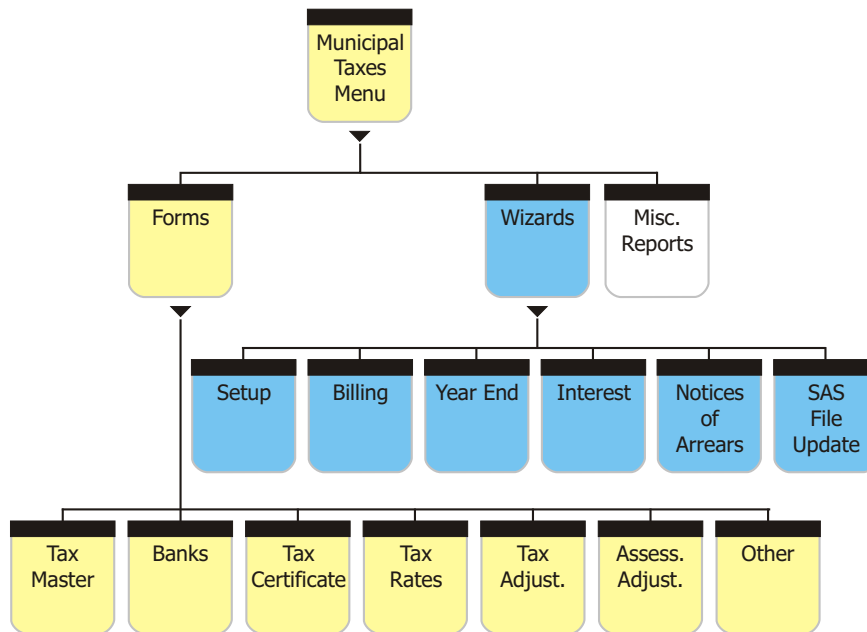 Municipal
Taxes
Menu
Forms
Wizards
Misc.
Reports
Setup
Billing
Year End
Interest
Notices
of
Arrears
SAS
File
Update
Tax
Master
Banks
Tax
Certificate
Tax
Rates
Tax
Adjust.
Assess.
Adjust.
Other